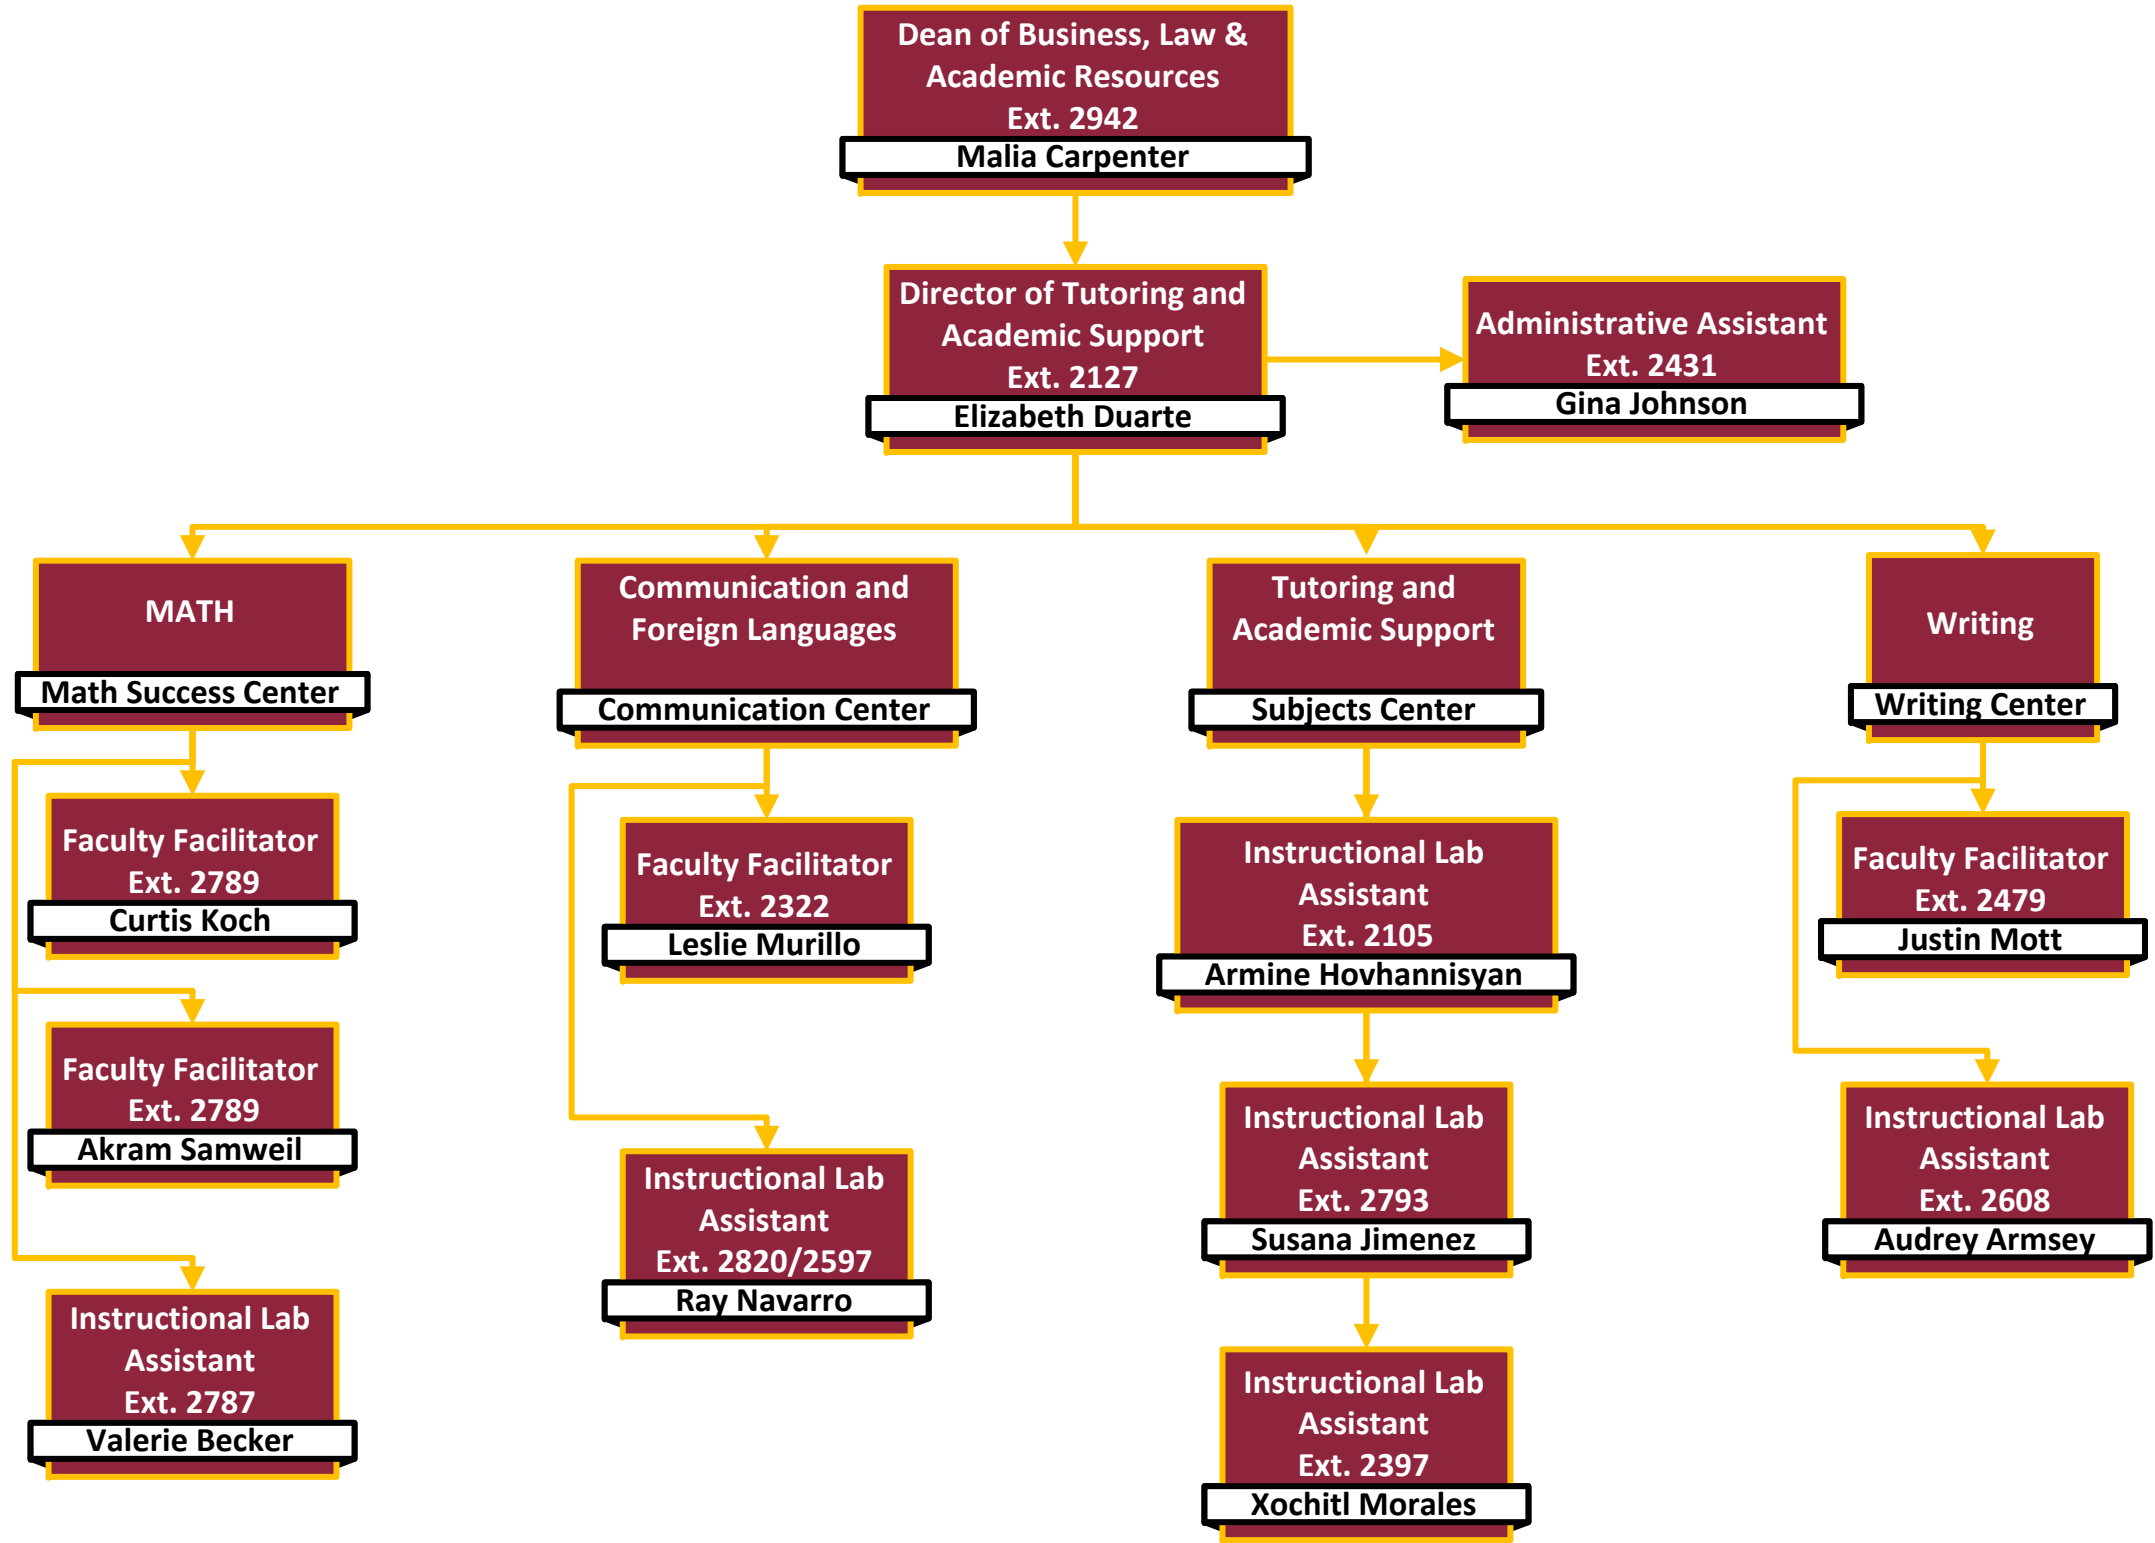 Dean of Business, Law &
Academic Resources
Ext. 2942
Malia Carpenter
Director of Tutoring and
Academic Support
Ext. 2127
Elizabeth Duarte
Administrative Assistant
Ext. 2431
Gina Johnson
MATH
Math Success Center
Communication and
Foreign Languages
Communication Center
Tutoring and
Academic Support
Subjects Center
Writing
Writing Center
Faculty Facilitator
Ext. 2789
Curtis Koch
Faculty Facilitator
Ext. 2789
Akram Samweil
Instructional Lab
Assistant
Ext. 2787
Valerie Becker
Faculty Facilitator
Ext. 2322
Leslie Murillo
Instructional Lab
Assistant
Ext. 2820/2597
Ray Navarro
Instructional Lab
Assistant
Ext. 2105
Armine Hovhannisyan
Instructional Lab
Assistant
Ext. 2793
Susana Jimenez
Instructional Lab
Assistant
Ext. 2397
Xochitl Morales
Faculty Facilitator
Ext. 2479
Justin Mott
Instructional Lab
Assistant
Ext. 2608
Audrey Armsey